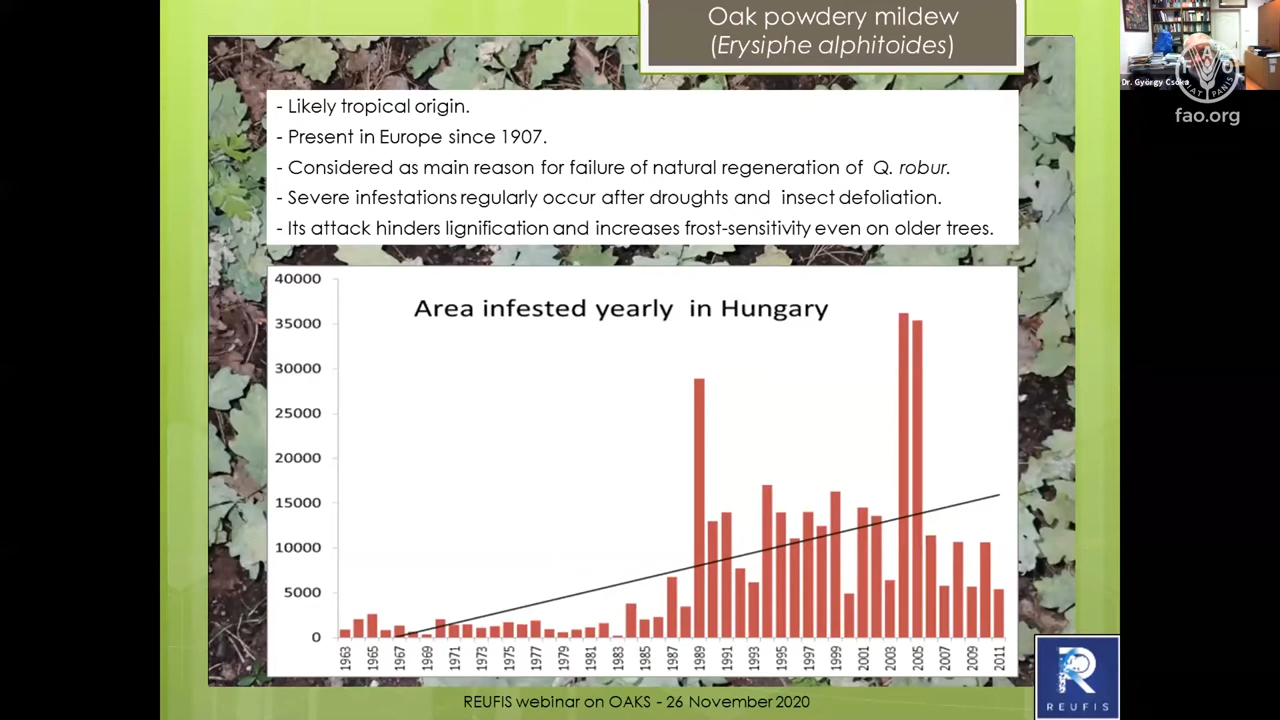 Oak powdery mildew
(Erysiphe alphitoides)
Dr. György Csóka
FAO
FIAT PANIS
fao.org
- Likely tropical origin.
- Present in Europe since 1907.
- Considered as main reason for failure of natural regeneration of Q. robur.
- Severe infestations regularly occur after droughts and insect defoliation.
- Its attack hinders lignification and increases frost-sensitivity even on older trees.
Area infested yearly in Hungary
40000
35000
30000
25000
20000
15000
10000
5000
0
1963 1965 1967 1969 1971 1973 1975 1977 1979 1981 1983 1985 1987 1989 1991 1993 1995 1997 1999 2001 2003 2005 2007 2009 2011
R
REUFIS
REUFIS webinar on OAKS - 26 November 2020